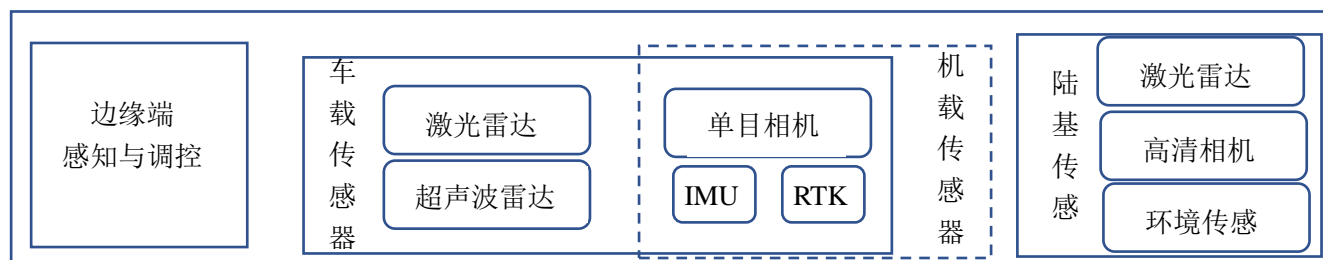 边缘端
感知与调控
车载传感器
激光雷达
超声波雷达
单目相机
IMU
RTK
机载传感器
陆基传感
激光雷达
高清相机
环境传感